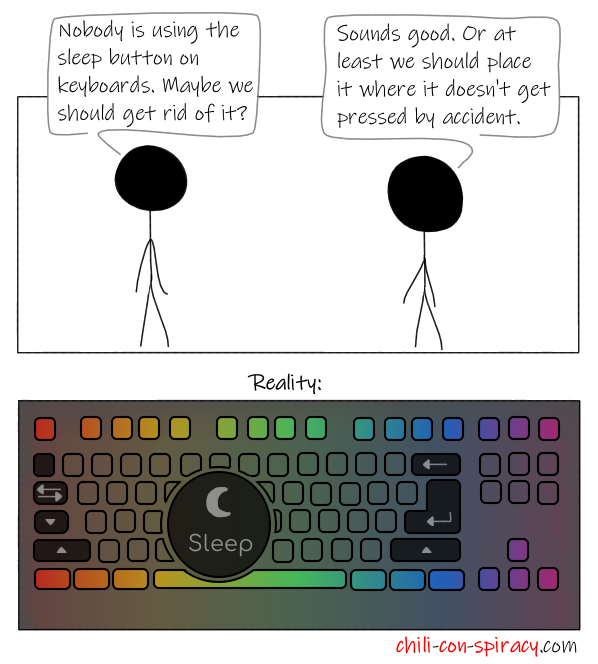 Nobody is using the
sleep button on
keyboards. Maybe we
should get rid of it?
Sounds good. Or at
least we should place
it where it doesn't get
pressed by accident.
Reality:
Sleep
chili-con-spiracy.com